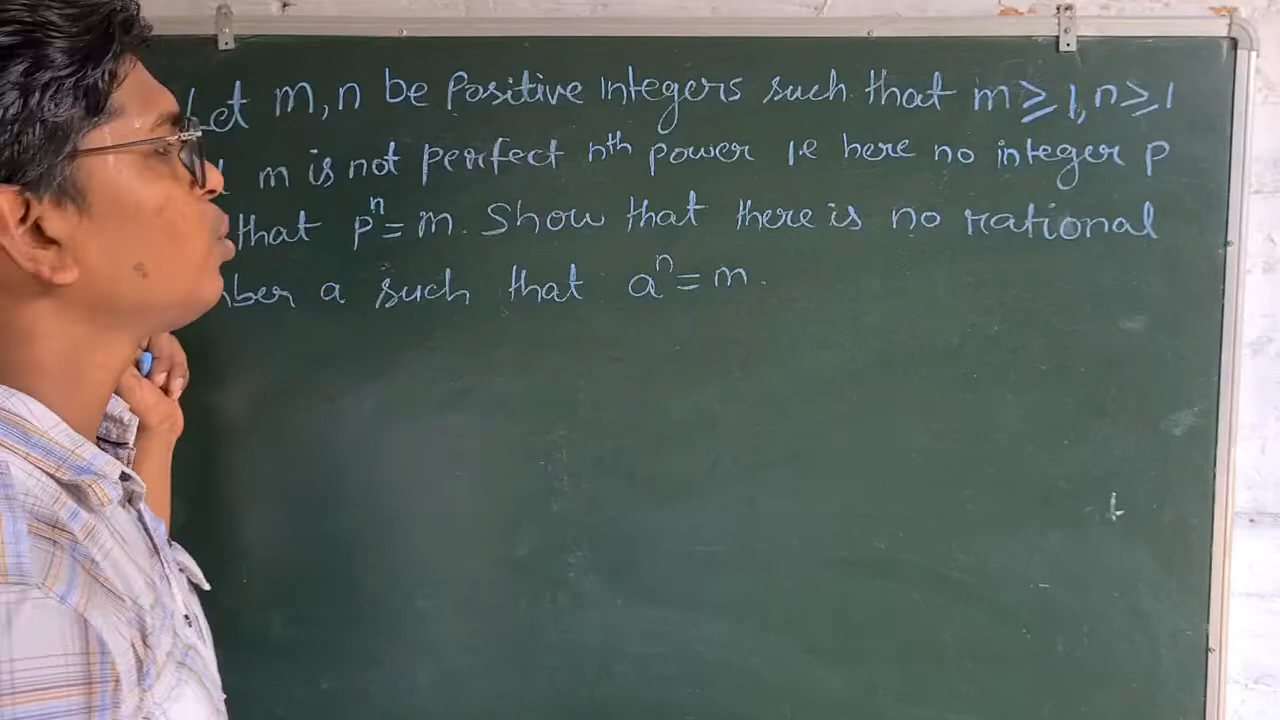 Let m, n be positive integers such that m ≥ 1, n ≥ 1
m is not perfect nth power i.e here no integer p
that pⁿ = m. Show that there is no rational
a such that aⁿ = m.